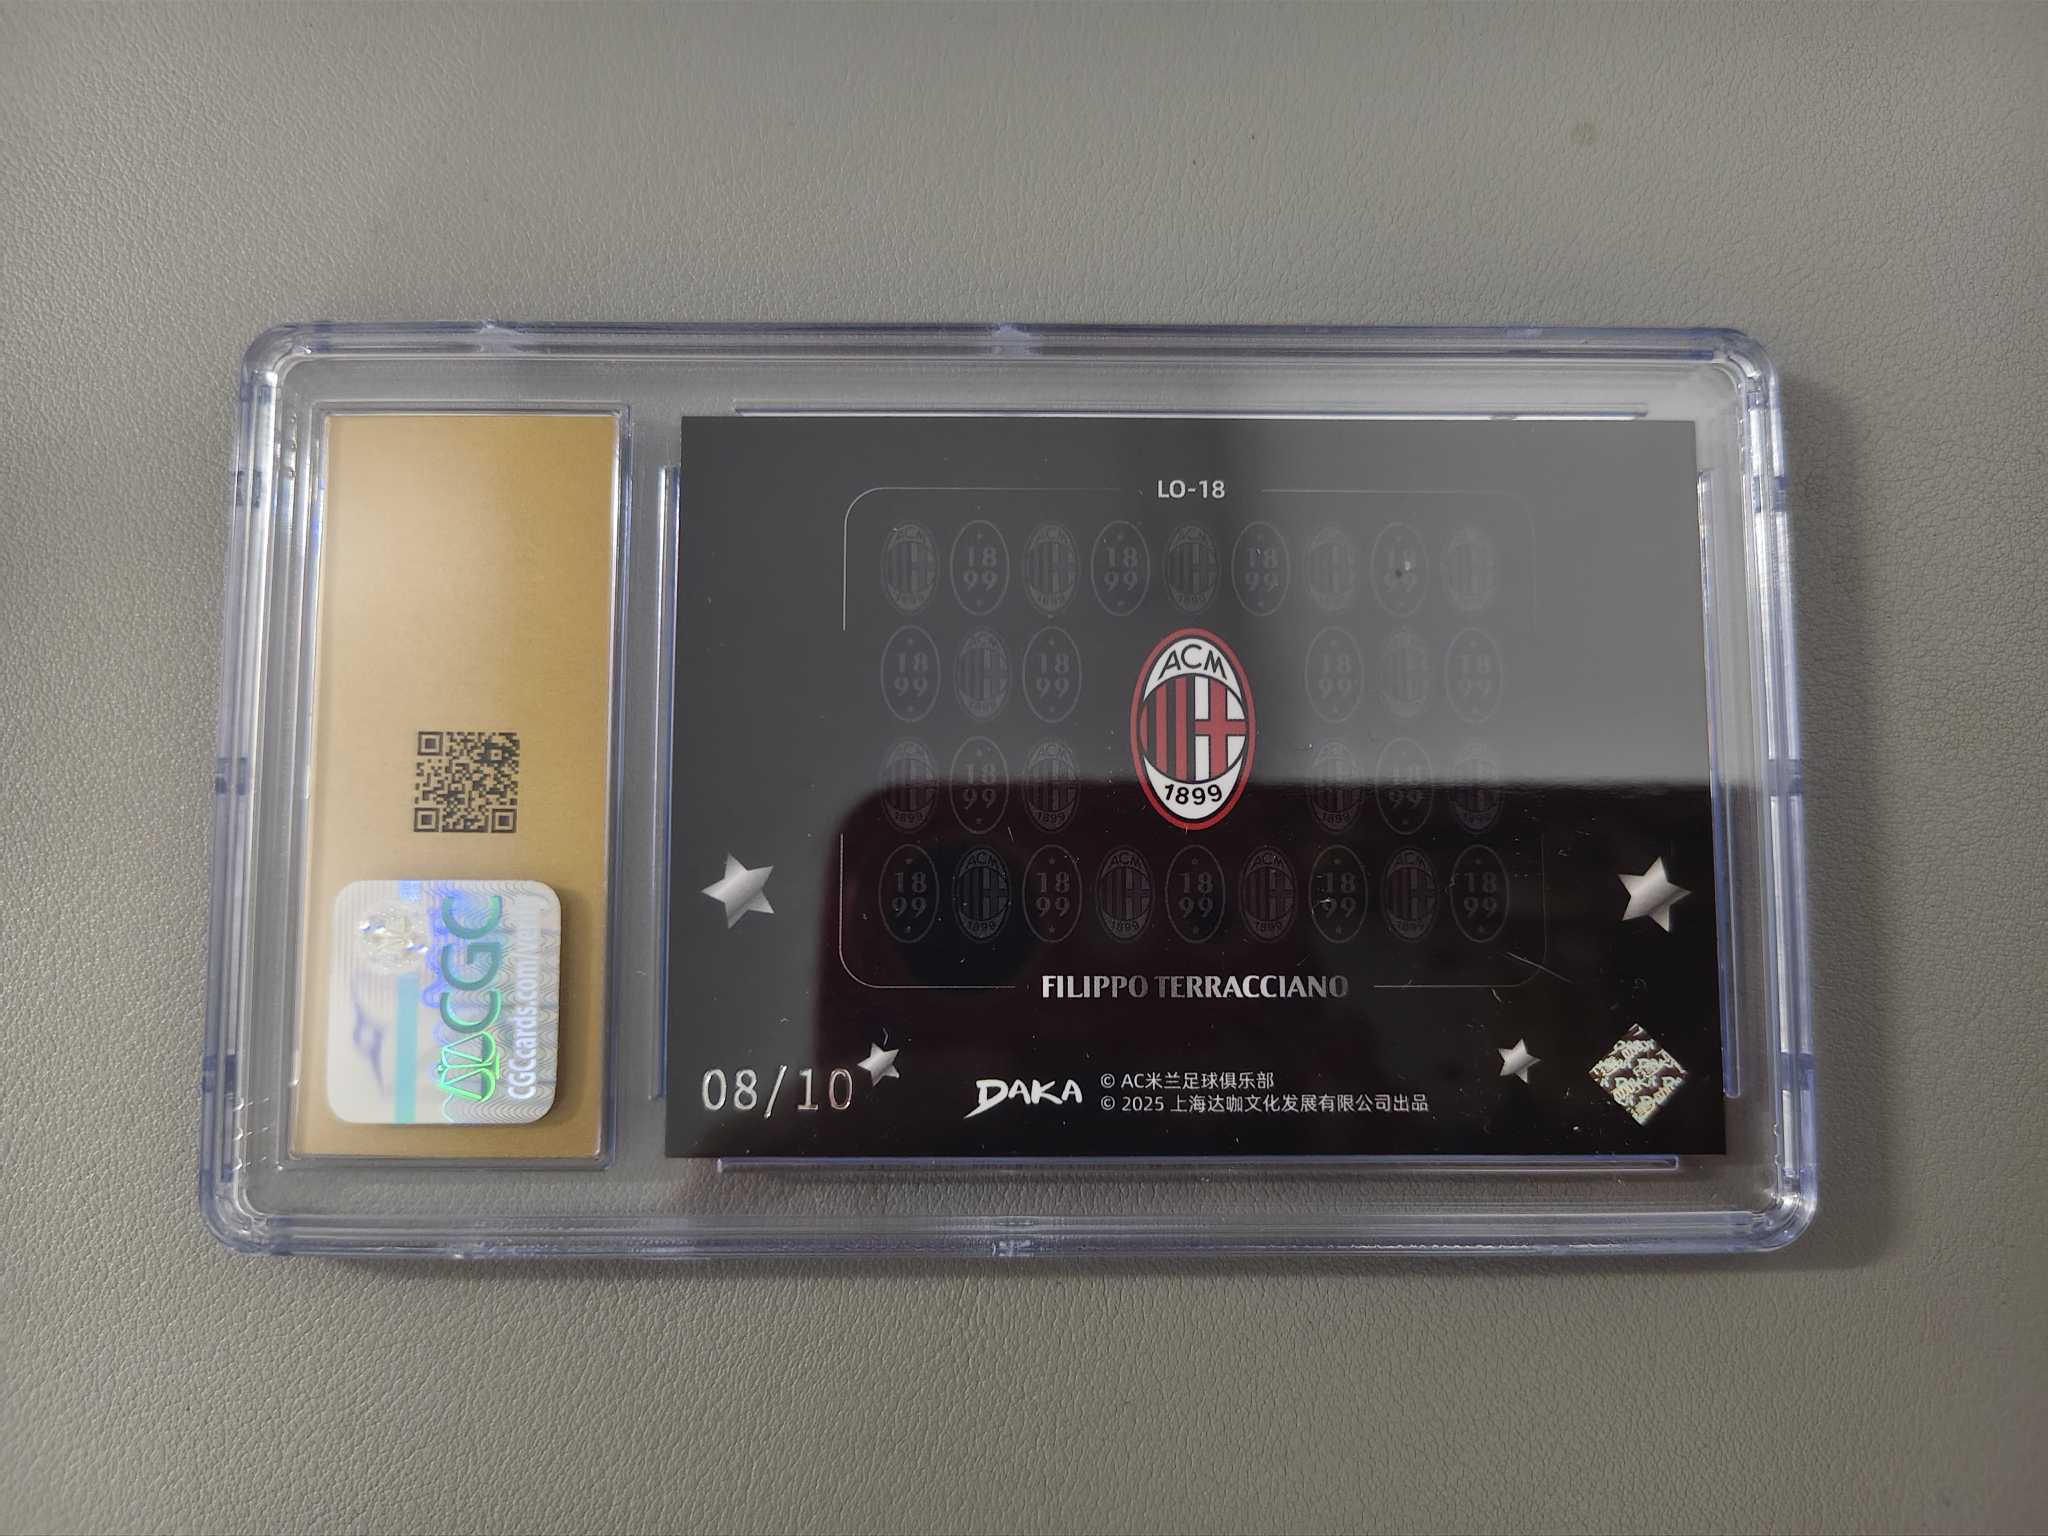 LO-18
ACM
1899
FILIPPO TERRACCIANO
08/10
DAKA
© AC米兰足球俱乐部
© 2025 上海达咖文化发展有限公司出品
CGC
CGCcards.com/verify